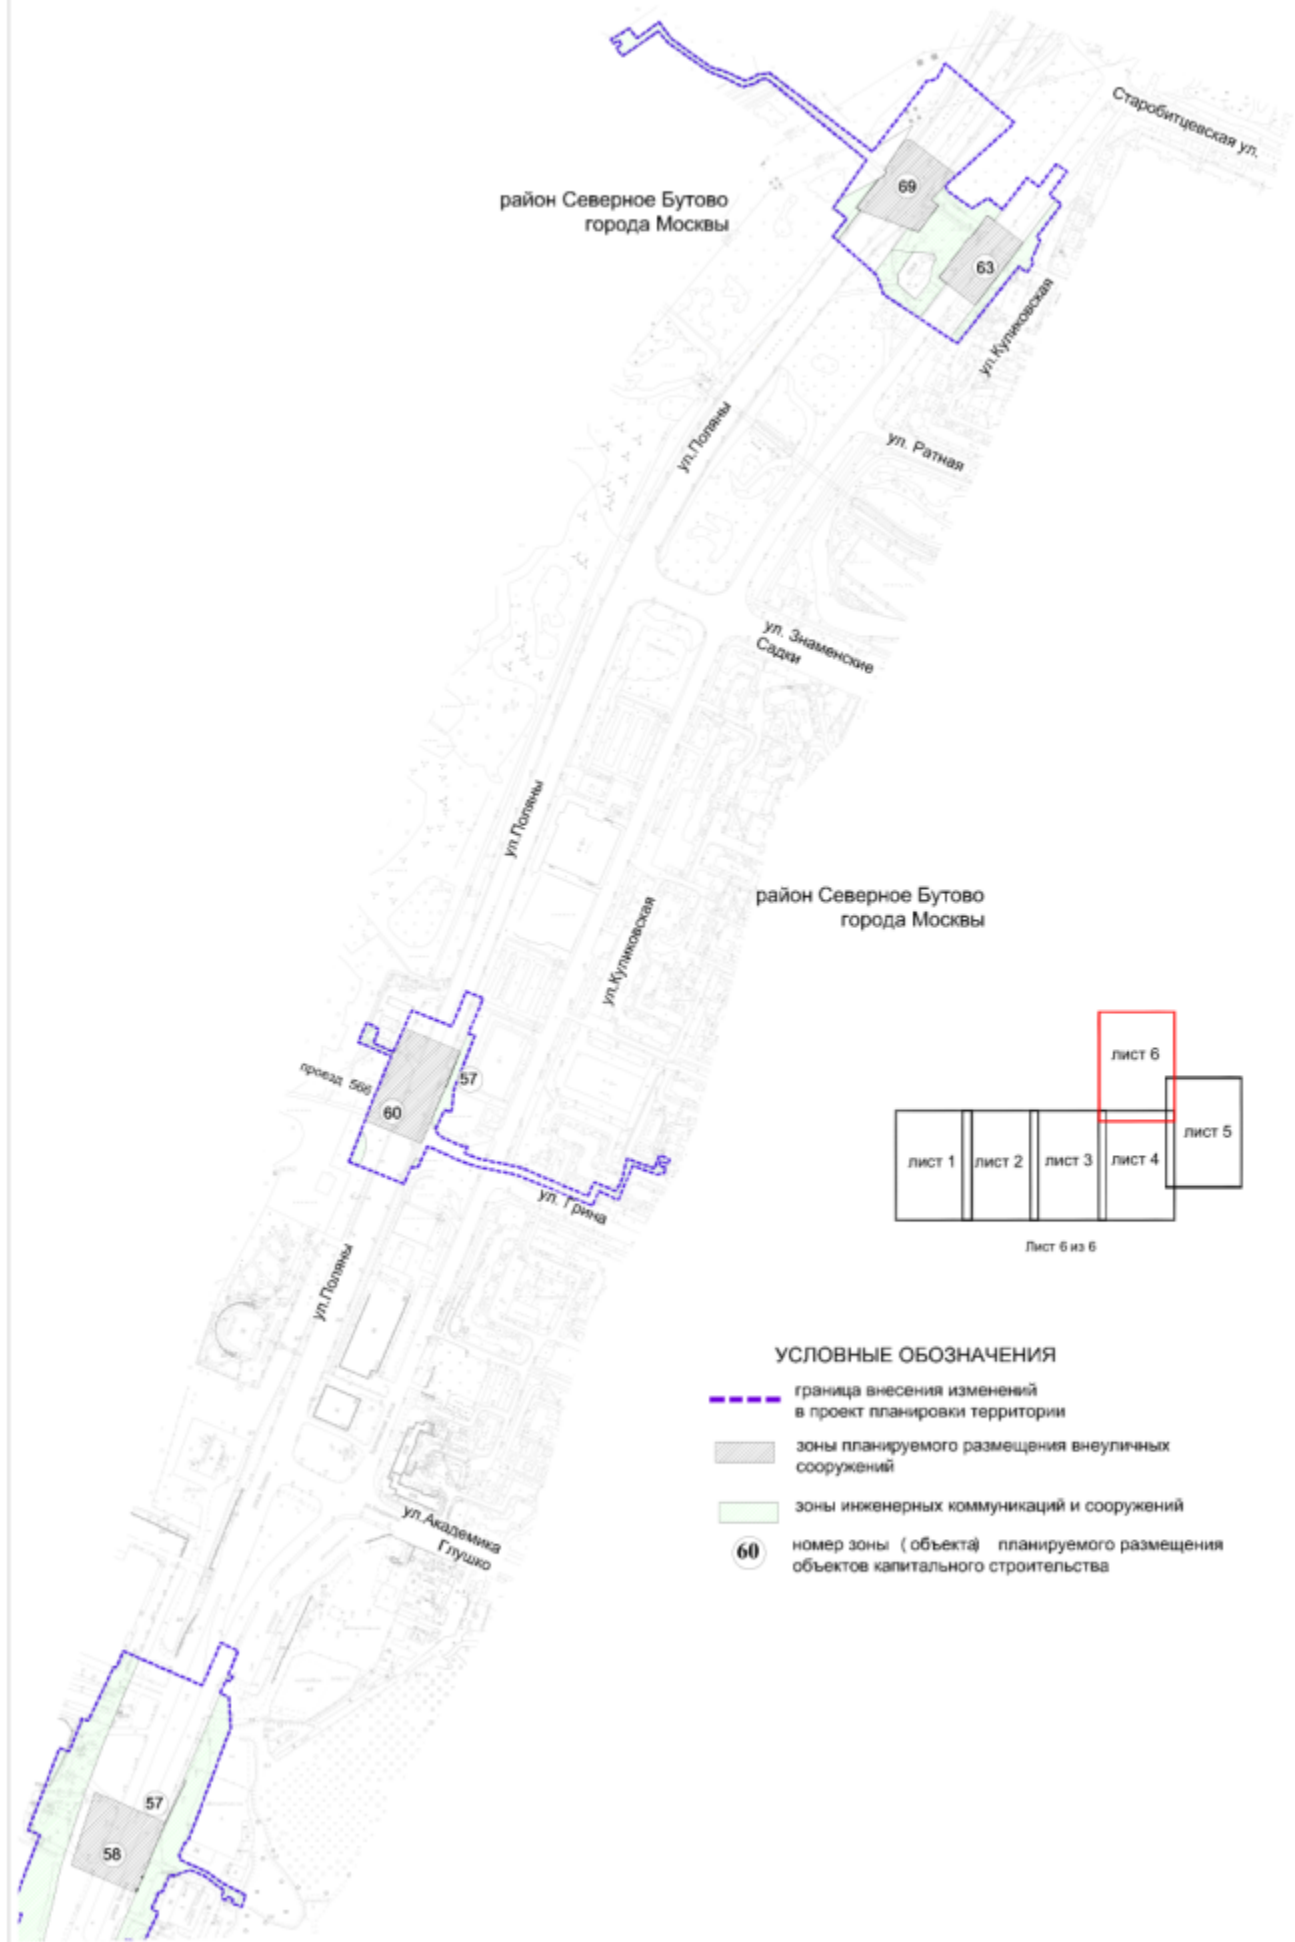 Старобитцевская ул.
69
район Северное Бутово
города Москвы
63
ул.Куликовская
ул.Поляны
ул. Ратная
ул. Знаменские
Садки
ул.Поляны
район Северное Бутово
города Москвы
ул.Куликовская
57
проезд 566
60
ул. Грина
лист 6
лист 5
лист 1
лист 2
лист 3
лист 4
Лист 6 из 6
ул.Поляны
УСЛОВНЫЕ ОБОЗНАЧЕНИЯ
граница внесения изменений
в проект планировки территории
зоны планируемого размещения внеуличных
сооружений
зоны инженерных коммуникаций и сооружений
60
номер зоны ( объекта) планируемого размещения
объектов капитального строительства
ул.Академика
Глушко
57
58